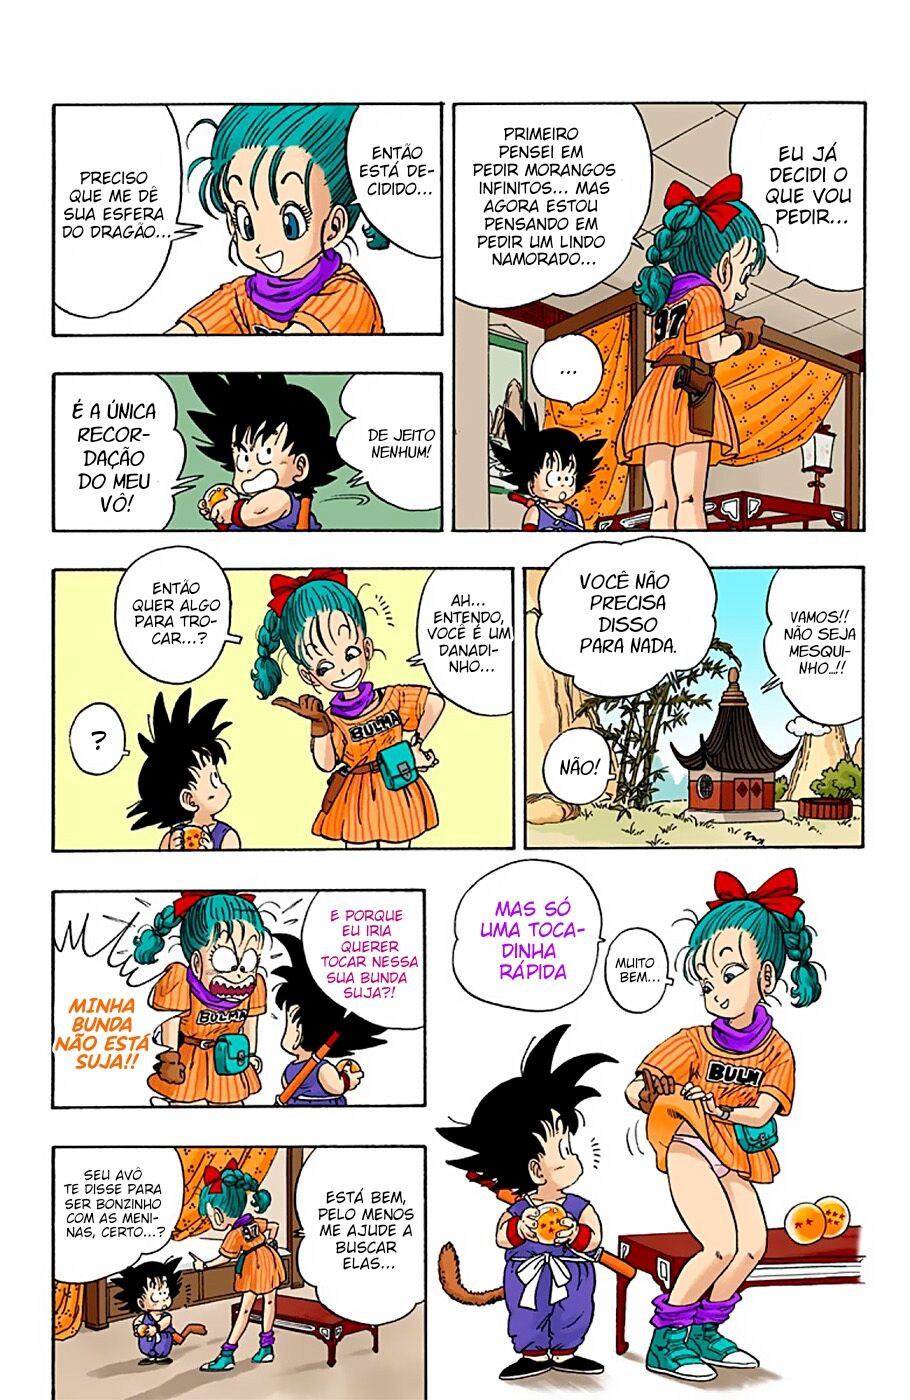 EU JÁ
DECIDI O
QUE VOU
PEDIR...
PRIMEIRO
PENSEI EM
PEDIR MORANGOS
INFINITOS... MAS
AGORA ESTOU
PENSANDO EM
PEDIR UM LINDO
NAMORADO...
97
...
ENTÃO
ESTÁ DE-
CIDIDO...
PRECISO
QUE ME DÊ
SUA ESFERA
DO DRAGÃO...
DE JEITO
NENHUM!
É A ÚNICA
RECOR-
DAÇÃO
DO MEU
VÔ!
VAMOS!!
NÃO SEJA
MESQUI-
NHO...!!
VOCÊ NÃO
PRECISA
DISSO
PARA NADA.
NÃO!
AH...
ENTENDO,
VOCÊ É UM
DANADI-
NHO...
ENTÃO
QUER ALGO
PARA TRO-
CAR...?
BULMA
?
MUITO
BEM...
MAS SÓ
UMA TOCA-
DINHA
RÁPIDA
BULM
E PORQUE
EU IRIA
QUERER
TOCAR NESSA
SUA BUNDA
SUJA?!
BULMA
MINHA
BUNDA
NÃO ESTÁ
SUJA!!
ESTÁ BEM,
PELO MENOS
ME AJUDE A
BUSCAR
ELAS...
SEU AVÔ
TE DISSE PARA
SER BONZINHO
COM AS MENI-
NAS, CERTO...?
97